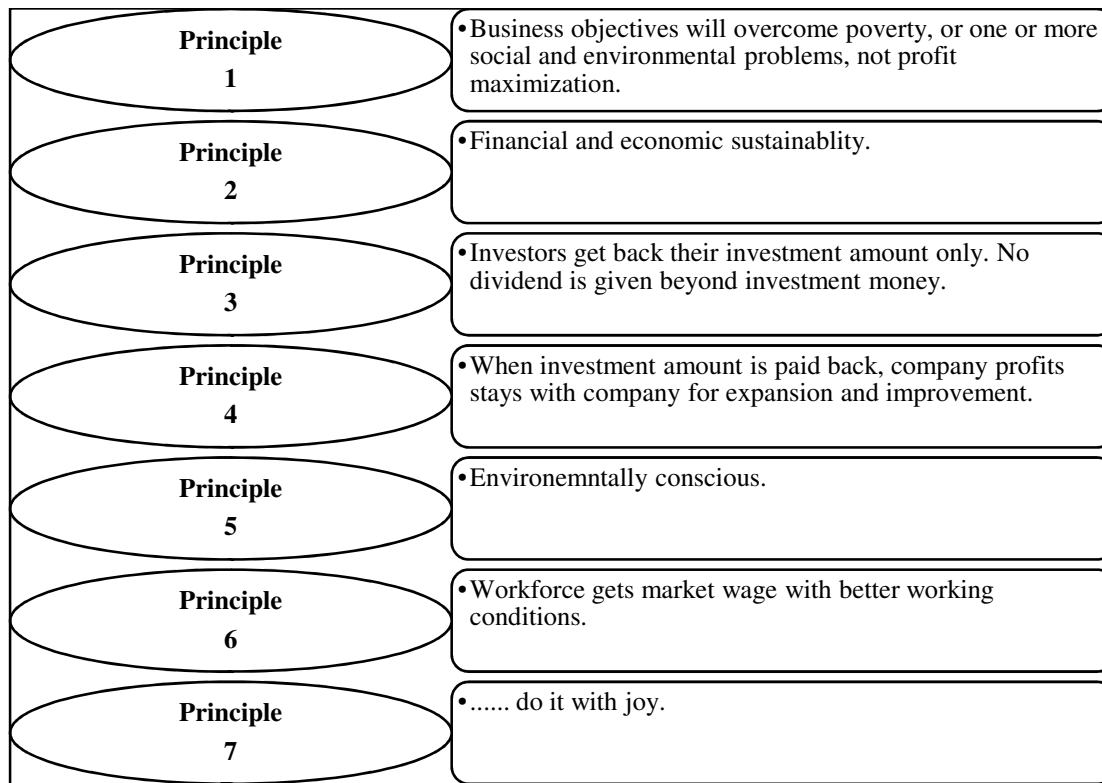 Principle
1
•Business objectives will overcome poverty, or one or more
social and environmental problems, not profit
maximization.
Principle
2
•Financial and economic sustainablity.
Principle
3
•Investors get back their investment amount only. No
dividend is given beyond investment money.
Principle
4
•When investment amount is paid back, company profits
stays with company for expansion and improvement.
Principle
5
•Environemntally conscious.
Principle
6
•Workforce gets market wage with better working
conditions.
Principle
7
•...... do it with joy.